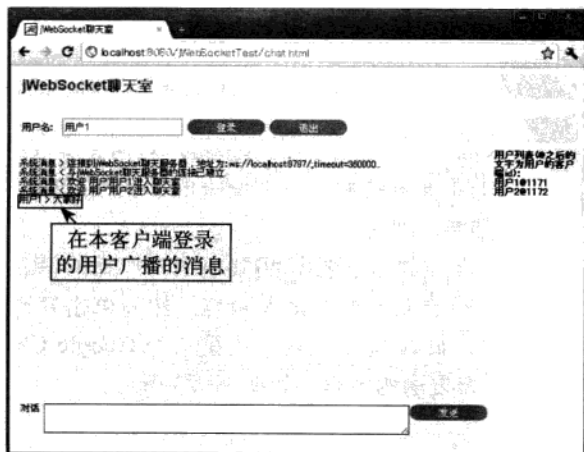 jWebSocket聊天室
localhost:8080/jWebSocketTest/chat.html
jWebSocket聊天室
用户名: 用户1 登录 退出
系统消息 > 连接到jWebSocket聊天服务器，地址为:ws://localhost:8787/,timeout=360000..
系统消息 < 与jWebSocket聊天服务器的连接已建立
系统消息 < 欢迎 用户用户1进入聊天室
系统消息 < 欢迎 用户用户2进入聊天室
用户1 > 大家好
用户列表(@之后的
文字为用户的客户
端id):
用户1@1171
用户2@1172
在本客户端登录
的用户广播的消息
对话 发送